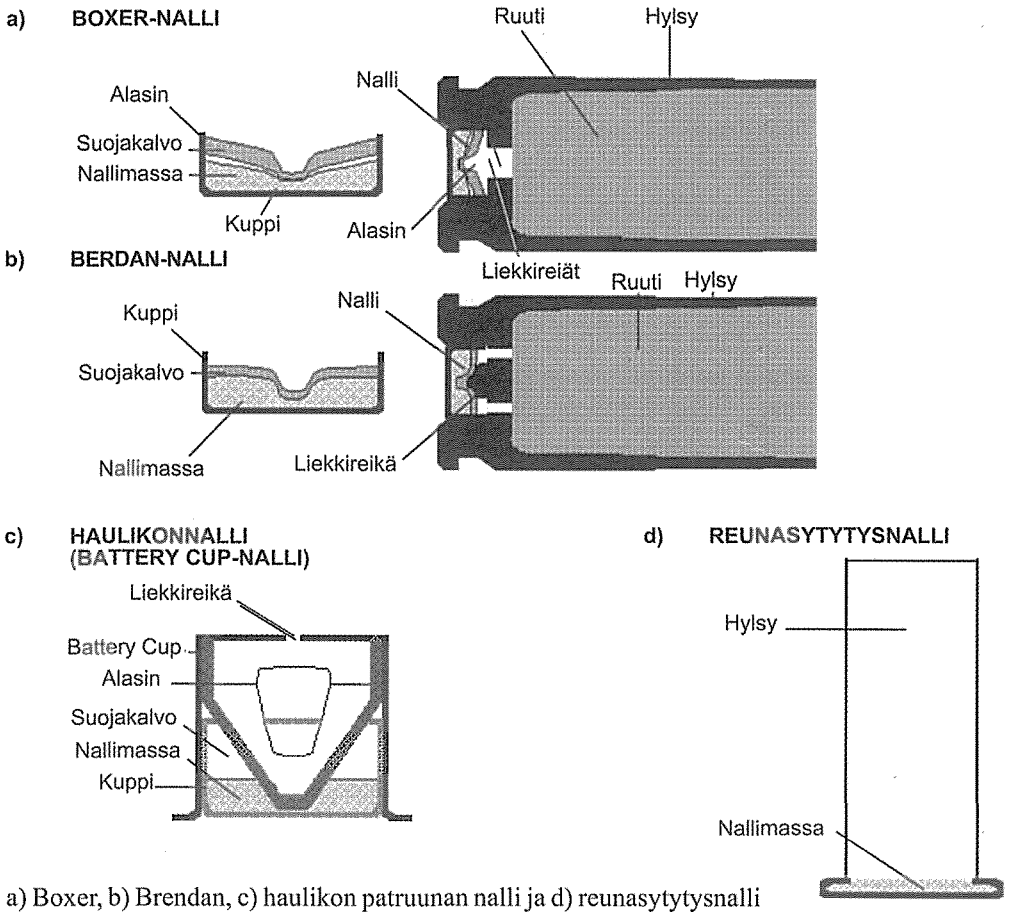 a) BOXER-NALLI
Ruuti
Hylsy
Nalli
Alasin
Suojakalvo
Nallimassa
Kuppi
Alasin
Liekkireiät
b) BERDAN-NALLI
Ruuti
Hylsy
Nalli
Kuppi
Suojakalvo
Nallimassa
Liekkireikä
c) HAULIKONNALLI
(BATTERY CUP-NALLI)
Liekkireikä
Battery Cup
Alasin
Suojakalvo
Nallimassa
Kuppi
d) REUNASYTYTYSNALLI
Hylsy
Nallimassa
a) Boxer, b) Brendan, c) haulikon patruunan nalli ja d) reunasytytysnalli